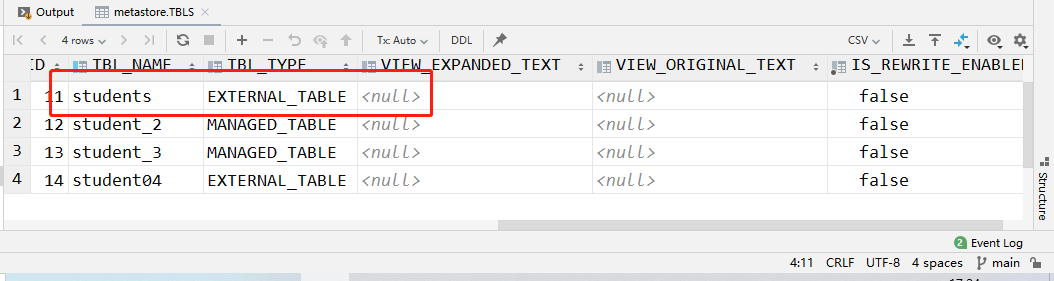 Output metastore.TBLS
4 rows Tx: Auto DDL CSV
ID TBL_NAME TBL_TYPE VIEW_EXPANDED_TEXT VIEW_ORIGINAL_TEXT IS_REWRITE_ENABLE
1 11 students EXTERNAL_TABLE <null> <null> false
2 12 student_2 MANAGED_TABLE <null> <null> false
3 13 student_3 MANAGED_TABLE <null> <null> false
4 14 student04 EXTERNAL_TABLE <null> <null> false
Structure
2 Event Log
4:11 CRLF UTF-8 4 spaces main